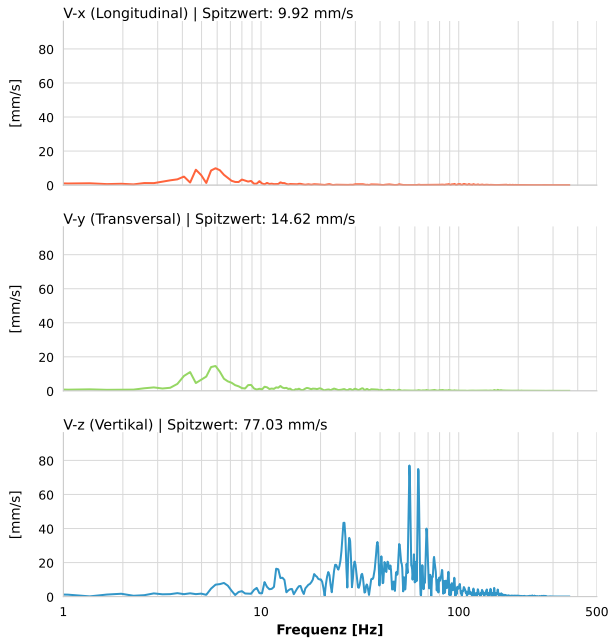 V-x (Longitudinal) | Spitzwert: 9.92 mm/s
80
60
40
20
0
[mm/s]
V-y (Transversal) | Spitzwert: 14.62 mm/s
80
60
40
20
0
[mm/s]
V-z (Vertikal) | Spitzwert: 77.03 mm/s
80
60
40
20
0
[mm/s]
1 10 100 500
Frequenz [Hz]